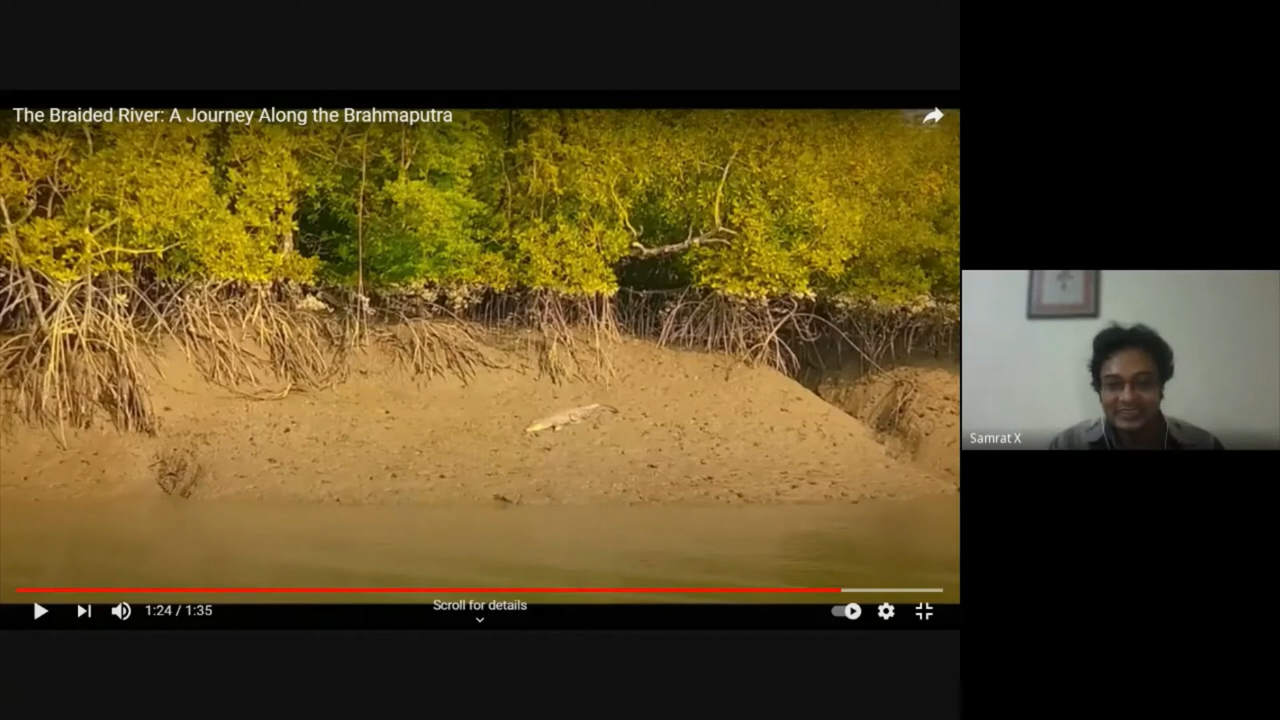 The Braided River: A Journey Along the Brahmaputra
Samrat X
1:24 / 1:35
Scroll for details